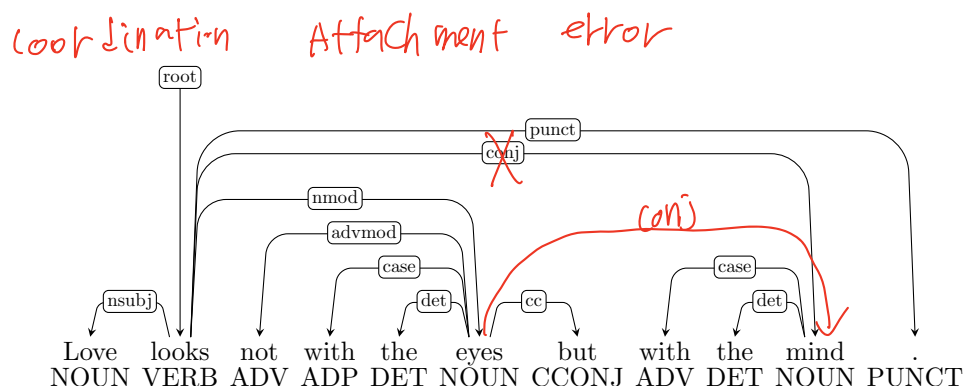 Coordination Attachment error
root
punct
conj
nmod
conj
advmod
case case
nsubj det cc det
Love looks not with the eyes but with the mind .
NOUN VERB ADV ADP DET NOUN CCONJ ADV DET NOUN PUNCT